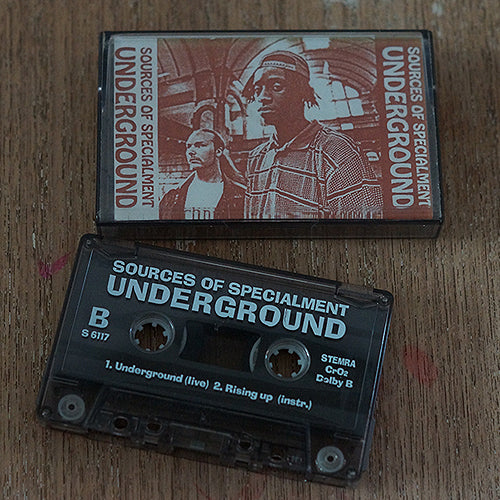 SOURCES OF SPECIALMENT
UNDERGROUND
SOURCES OF SPECIALMENT
UNDERGROUND
SOURCES OF SPECIALMENT
UNDERGROUND
B
S 6117
STEMRA
CrO2
Dolby B
1. Underground (live) 2. Rising up (instr.)